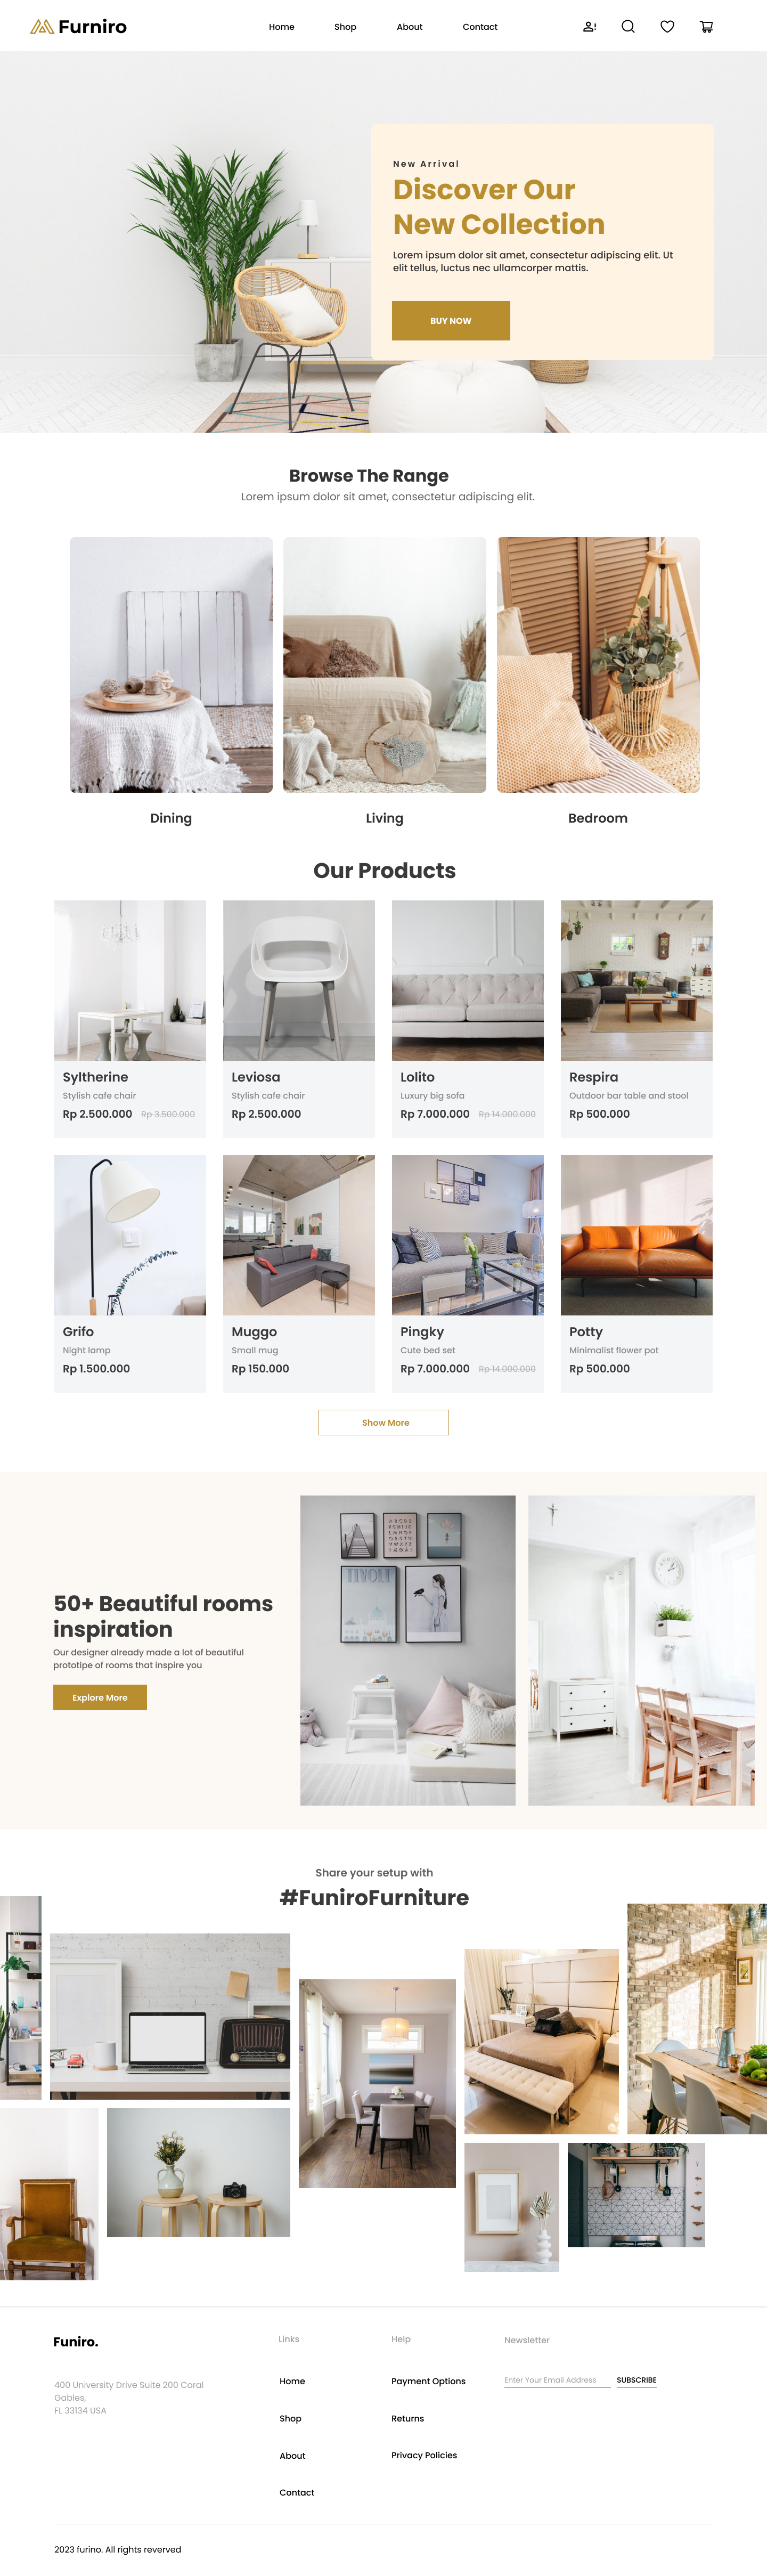 Furniro
Home
Shop
About
Contact
New Arrival
Discover Our
New Collection
Lorem ipsum dolor sit amet, consectetur adipiscing elit. Ut
elit tellus, luctus nec ullamcorper mattis.
BUY NOW
Browse The Range
Lorem ipsum dolor sit amet, consectetur adipiscing elit.
Dining
Living
Bedroom
Our Products
Syltherine
Stylish cafe chair
Rp 2.500.000 Rp 3.500.000
Leviosa
Stylish cafe chair
Rp 2.500.000
Lolito
Luxury big sofa
Rp 7.000.000 Rp 14.000.000
Respira
Outdoor bar table and stool
Rp 500.000
Grifo
Night lamp
Rp 1.500.000
Muggo
Small mug
Rp 150.000
Pingky
Cute bed set
Rp 7.000.000 Rp 14.000.000
Potty
Minimalist flower pot
Rp 500.000
Show More
50+ Beautiful rooms
inspiration
Our designer already made a lot of beautiful
prototipe of rooms that inspire you
Explore More
TIVOLI
Share your setup with
#FuniroFurniture
Funiro.
400 University Drive Suite 200 Coral
Gables,
FL 33134 USA
Links
Home
Shop
About
Contact
Help
Payment Options
Returns
Privacy Policies
Newsletter
Enter Your Email Address
SUBSCRIBE
2023 furino. All rights reverved